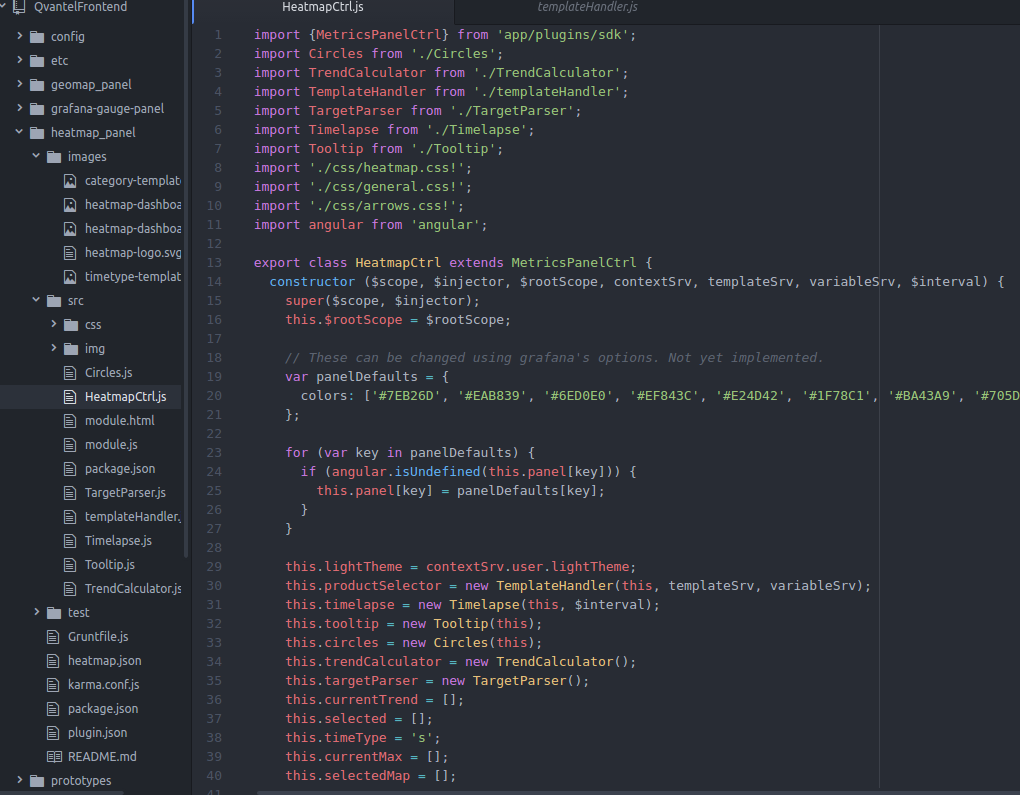 QvantelFrontend
config
etc
geomap_panel
grafana-gauge-panel
heatmap_panel
images
category-templat
heatmap-dashboa
heatmap-dashboa
heatmap-logo.svg
timetype-templat
src
css
img
Circles.js
HeatmapCtrl.js
module.html
module.js
package.json
TargetParser.js
templateHandler.
Timelapse.js
Tooltip.js
TrendCalculator.js
test
Gruntfile.js
heatmap.json
karma.conf.js
package.json
plugin.json
README.md
prototypes
HeatmapCtrl.js
templateHandler.js
1 import {MetricsPanelCtrl} from 'app/plugins/sdk';
2 import Circles from './Circles';
3 import TrendCalculator from './TrendCalculator';
4 import TemplateHandler from './templateHandler';
5 import TargetParser from './TargetParser';
6 import Timelapse from './Timelapse';
7 import Tooltip from './Tooltip';
8 import './css/heatmap.css!';
9 import './css/general.css!';
10 import './css/arrows.css!';
11 import angular from 'angular';
12
13 export class HeatmapCtrl extends MetricsPanelCtrl {
14 constructor ($scope, $injector, $rootScope, contextSrv, templateSrv, variableSrv, $interval) {
15 super($scope, $injector);
16 this.$rootScope = $rootScope;
17
18 // These can be changed using grafana's options. Not yet implemented.
19 var panelDefaults = {
20 colors: ['#7EB26D', '#EAB839', '#6ED0E0', '#EF843C', '#E24D42', '#1F78C1', '#BA43A9', '#705D
21 };
22
23 for (var key in panelDefaults) {
24 if (angular.isUndefined(this.panel[key])) {
25 this.panel[key] = panelDefaults[key];
26 }
27 }
28
29 this.lightTheme = contextSrv.user.lightTheme;
30 this.productSelector = new TemplateHandler(this, templateSrv, variableSrv);
31 this.timelapse = new Timelapse(this, $interval);
32 this.tooltip = new Tooltip(this);
33 this.circles = new Circles(this);
34 this.trendCalculator = new TrendCalculator();
35 this.targetParser = new TargetParser();
36 this.currentTrend = [];
37 this.selected = [];
38 this.timeType = 's';
39 this.currentMax = [];
40 this.selectedMap = [];
41